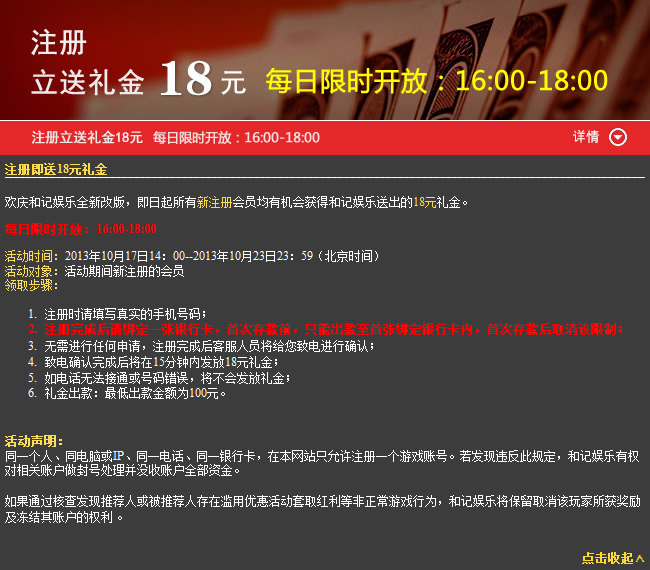 注册
立送礼金 18 元 每日限时开放：16:00-18:00
注册立送礼金18元 每日限时开放：16:00-18:00 详情
注册即送18元礼金
欢庆和记娱乐全新改版，即日起所有新注册会员均有机会获得和记娱乐送出的18元礼金。
每日限时开放：16:00-18:00
活动时间：2013年10月17日14：00--2013年10月23日23：59（北京时间）
活动对象：活动期间新注册的会员
领取步骤：
1. 注册时请填写真实的手机号码；
2. 注册完成后请绑定一张银行卡，首次存款前，只能出款至首张绑定银行卡内，首次存款后取消该限制；
3. 无需进行任何申请，注册完成后客服人员将给您致电进行确认；
4. 致电确认完成后将在15分钟内发放18元礼金；
5. 如电话无法接通或号码错误，将不会发放礼金；
6. 礼金出款：最低出款金额为100元。
活动声明：
同一个人、同电脑或IP、同一电话、同一银行卡，在本网站只允许注册一个游戏账号。若发现违反此规定，和记娱乐有权
对相关账户做封号处理并没收账户全部资金。
如果通过核查发现推荐人或被推荐人存在滥用优惠活动套取红利等非正常游戏行为，和记娱乐将保留取消该玩家所获奖励
及冻结其账户的权利 。
点击收起∧